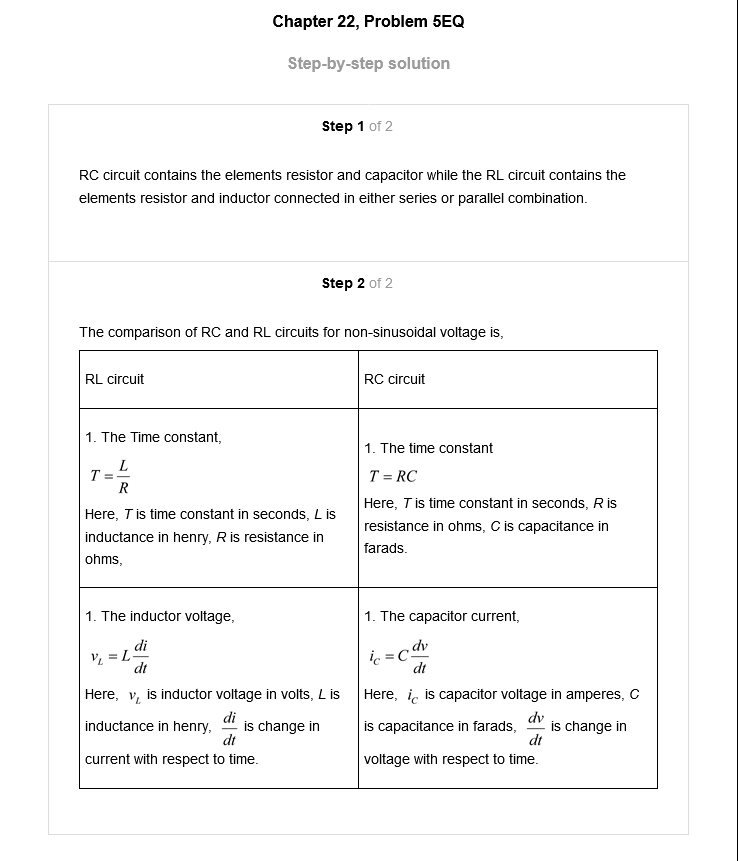 Chapter 22, Problem 5EQ
Step-by-step solution
Step 1 of 2
RC circuit contains the elements resistor and capacitor while the RL circuit contains the
elements resistor and inductor connected in either series or parallel combination.
Step 2 of 2
The comparison of RC and RL circuits for non-sinusoidal voltage is,
RL circuit
RC circuit
1. The Time constant,
T = L/R
Here, T is time constant in seconds, L is
inductance in henry, R is resistance in
ohms,
1. The time constant
T = RC
Here, T is time constant in seconds, R is
resistance in ohms, C is capacitance in
farads.
1. The inductor voltage,
v_L = L di/dt
Here, v_L is inductor voltage in volts, L is
inductance in henry, di/dt is change in
current with respect to time.
1. The capacitor current,
i_C = C dv/dt
Here, i_C is capacitor voltage in amperes, C
is capacitance in farads, dv/dt is change in
voltage with respect to time.